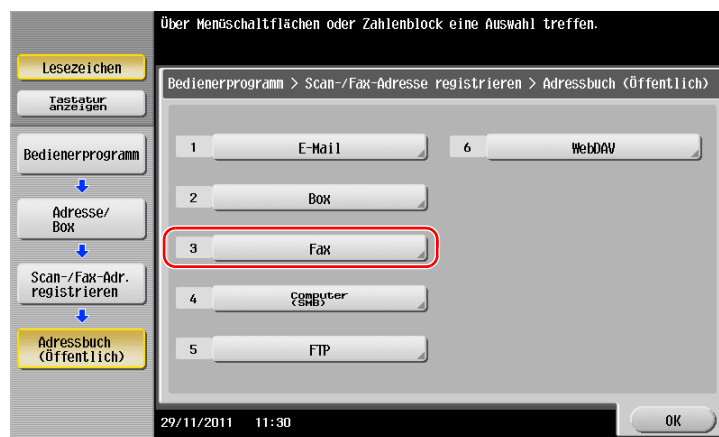 Über Menüschaltflächen oder Zahlenblock eine Auswahl treffen.
Lesezeichen
Tastatur
anzeigen
Bedienerprogramm
Adresse/
Box
Scan-/Fax-Adr.
registrieren
Adressbuch
(Öffentlich)
Bedienerprogramm > Scan-/Fax-Adresse registrieren > Adressbuch (Öffentlich)
1 E-Mail
6 WebDAV
2 Box
3 Fax
4 Computer
(SMB)
5 FTP
29/11/2011 11:30
OK